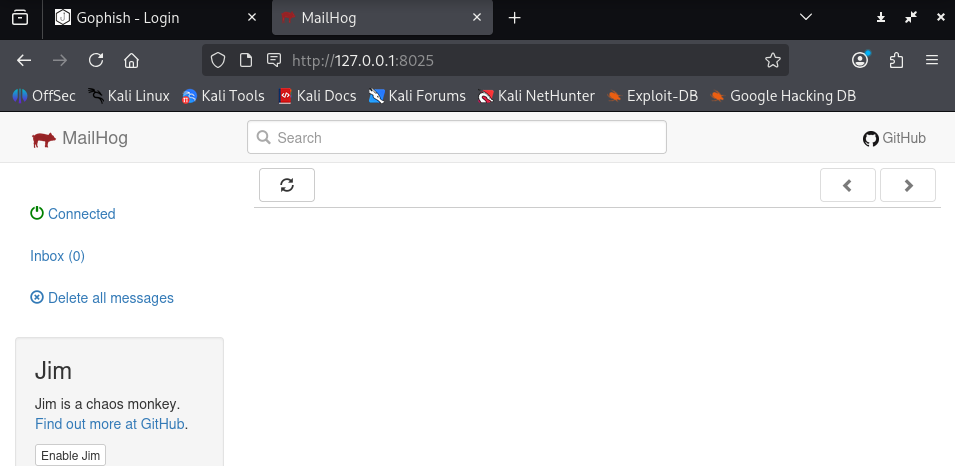 Gophish - Login
MailHog
http://127.0.0.1:8025
OffSec Kali Linux Kali Tools Kali Docs Kali Forums Kali NetHunter Exploit-DB Google Hacking DB
MailHog Search GitHub
Connected
Inbox (0)
Delete all messages
Jim
Jim is a chaos monkey.
Find out more at GitHub.
Enable Jim